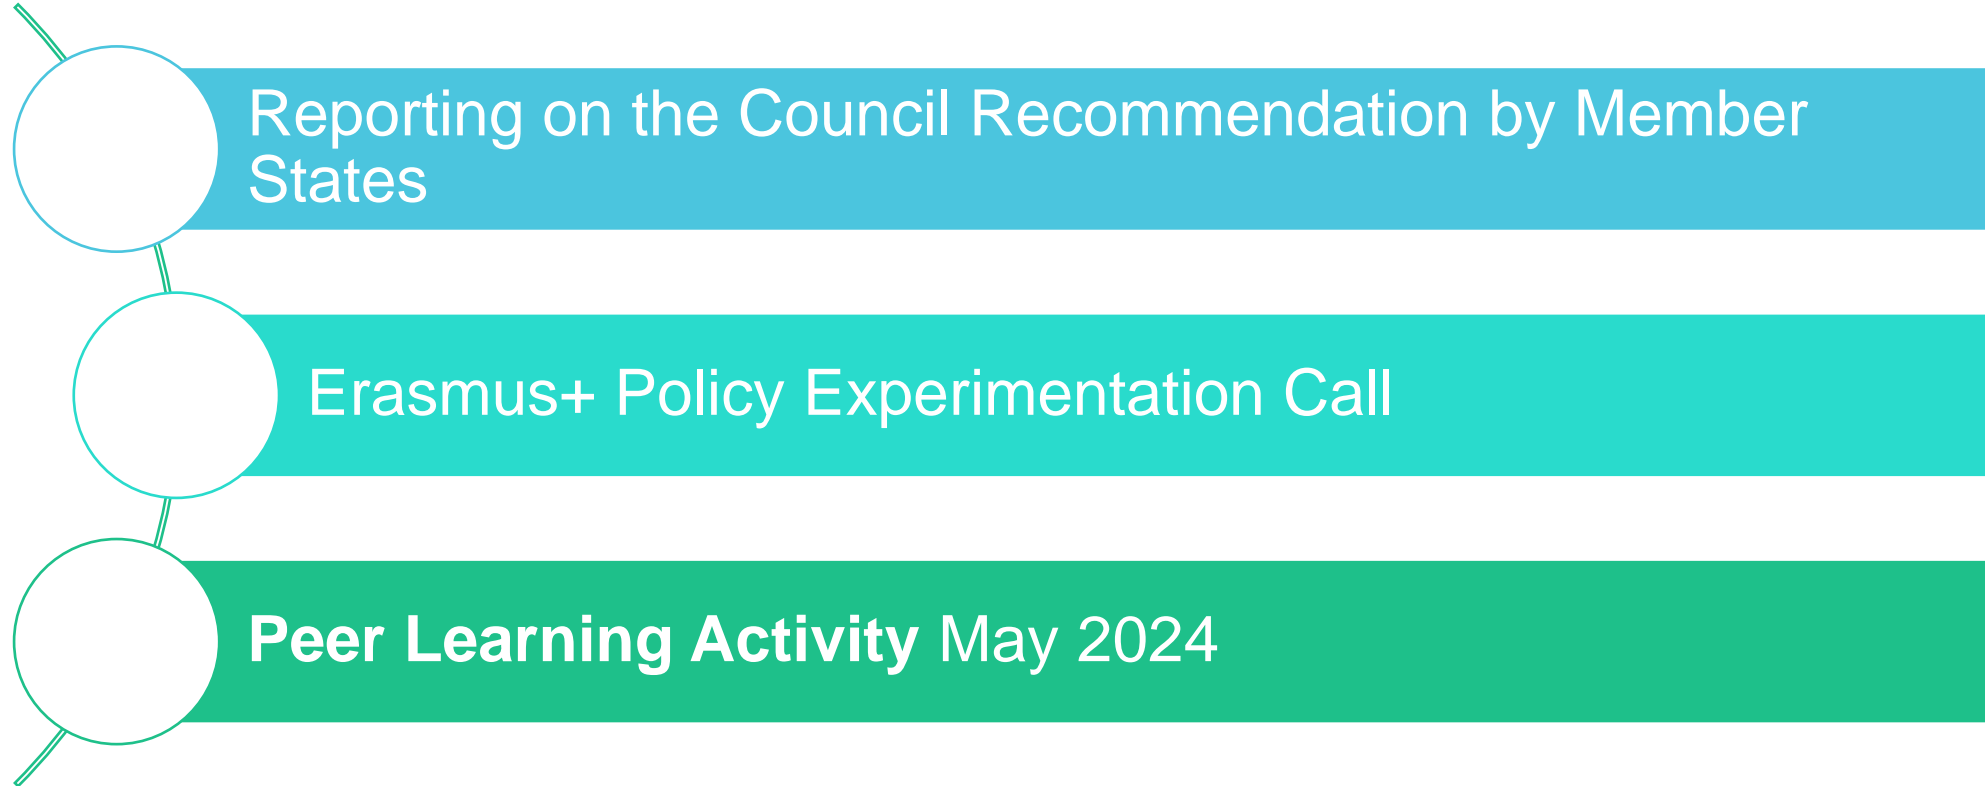 Reporting on the Council Recommendation by Member
States
Erasmus+ Policy Experimentation Call
Peer Learning Activity May 2024